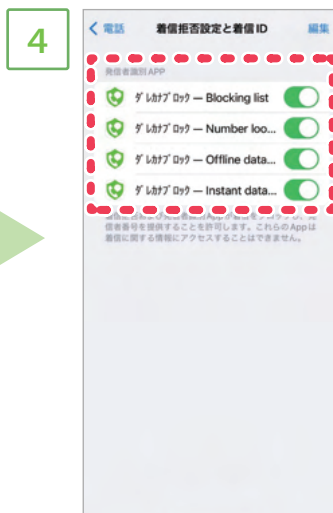 4
電話 着信拒否設定と着信ID 編集
発信者識別APP
ﾀﾞﾚｶﾅﾌﾞﾛｯｸ — Blocking list
ﾀﾞﾚｶﾅﾌﾞﾛｯｸ — Number loo...
ﾀﾞﾚｶﾅﾌﾞﾛｯｸ — Offline data...
ﾀﾞﾚｶﾅﾌﾞﾛｯｸ — Instant data...
信者番号を提供することを許可します。これらのAppは
着信に関する情報にアクセスすることはできません。